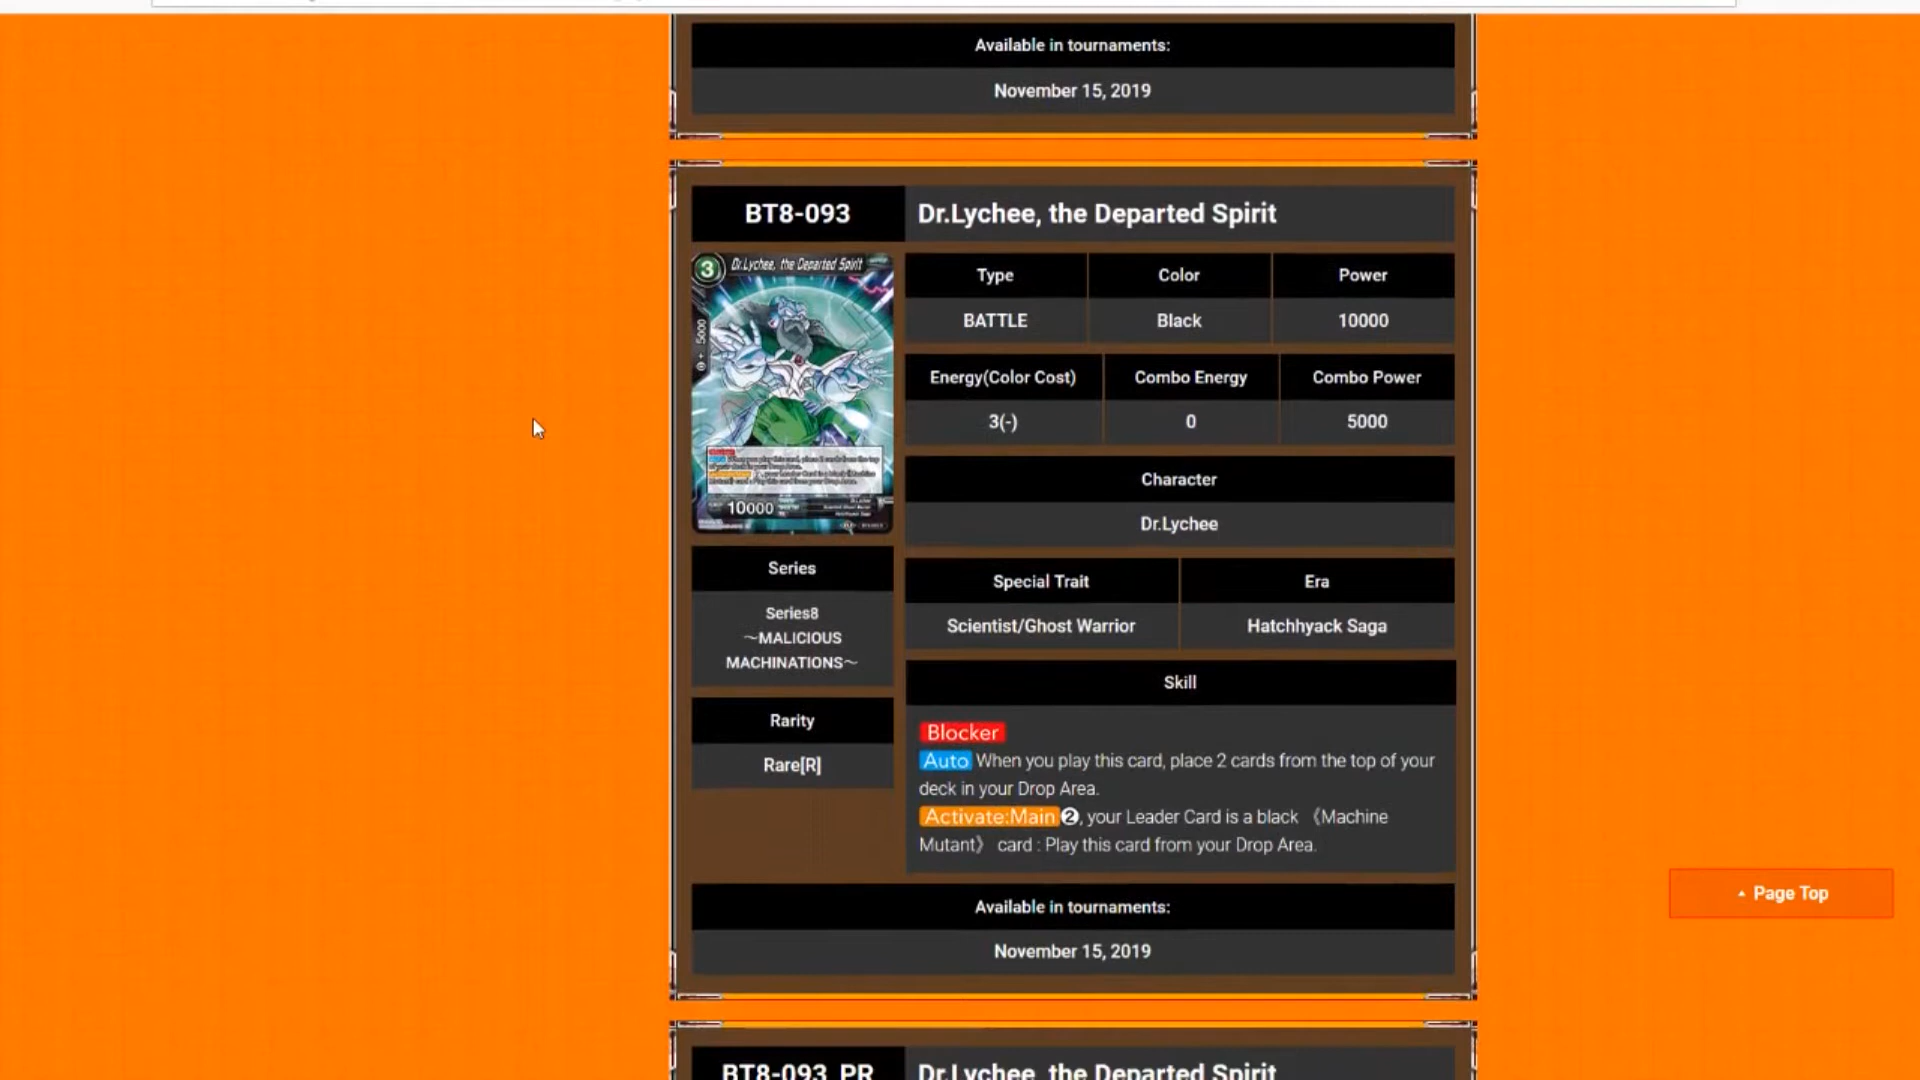 Available in tournaments:
November 15, 2019
BT8-093
Dr.Lychee, the Departed Spirit
3
Dr.Lychee, the Departed Spirit
5000
10000
Type
Color
Power
BATTLE
Black
10000
Energy(Color Cost)
Combo Energy
Combo Power
3(-)
0
5000
Character
Dr.Lychee
Series
Series8
～MALICIOUS
MACHINATIONS～
Special Trait
Era
Scientist/Ghost Warrior
Hatchhyack Saga
Rarity
Rare[R]
Skill
Blocker
Auto When you play this card, place 2 cards from the top of your
deck in your Drop Area.
Activate:Main ❷, your Leader Card is a black 《Machine
Mutant》 card : Play this card from your Drop Area.
Available in tournaments:
November 15, 2019
Page Top
BT8-093_PR
Dr.Lychee, the Departed Spirit